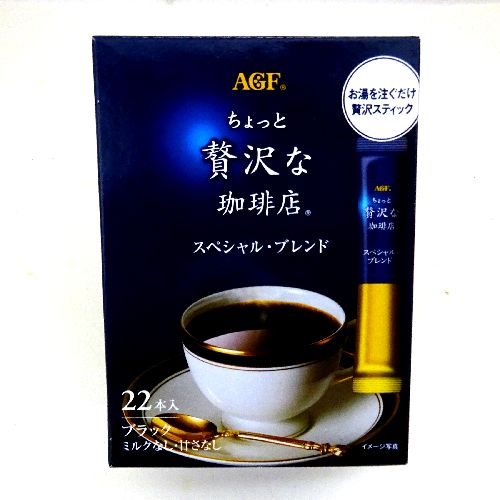 AGF®
ちょっと
贅沢な
珈琲店®
スペシャル・ブレンド
お湯を注ぐだけ
贅沢スティック
AGF
ちょっと
贅沢な
珈琲店
スペシャル
ブレンド
22本入
ブラック
ミルクなし・甘さなし
イメージ写真